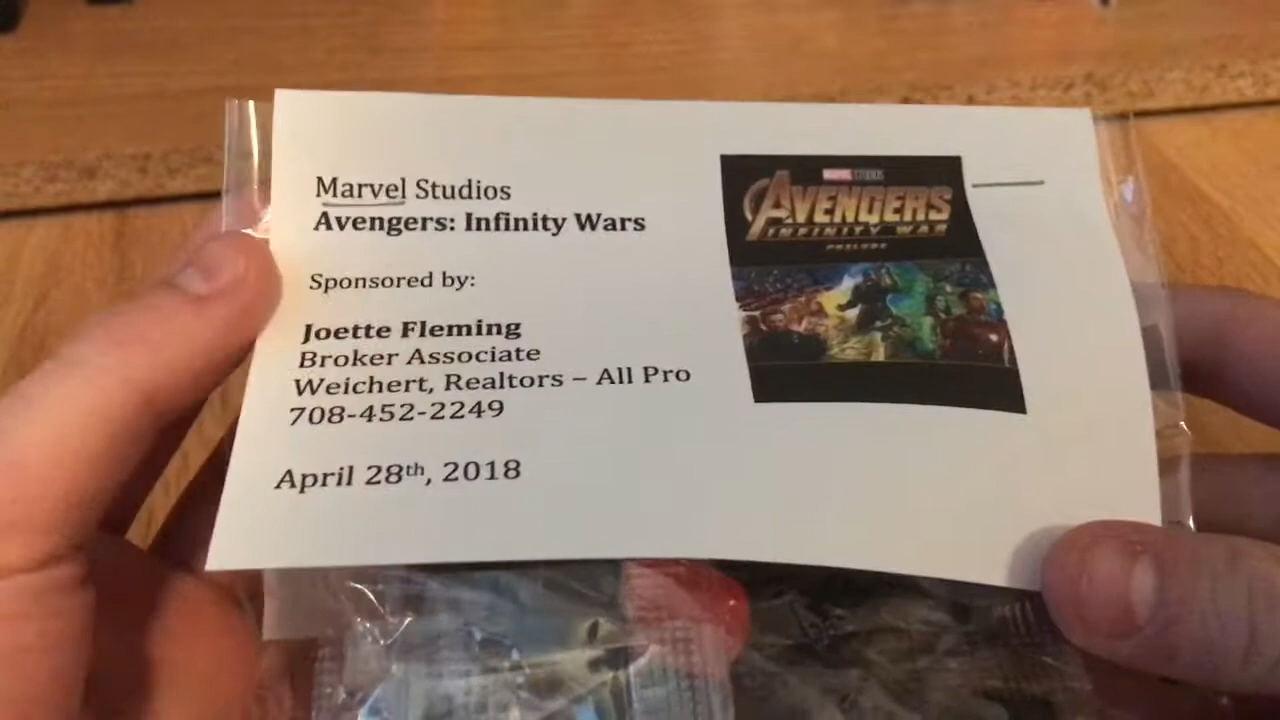 Marvel Studios
Avengers: Infinity Wars
Sponsored by:
Joette Fleming
Broker Associate
Weichert, Realtors – All Pro
708-452-2249
April 28th, 2018
MARVEL STUDIOS
AVENGERS
INFINITY WAR
PRELUDE